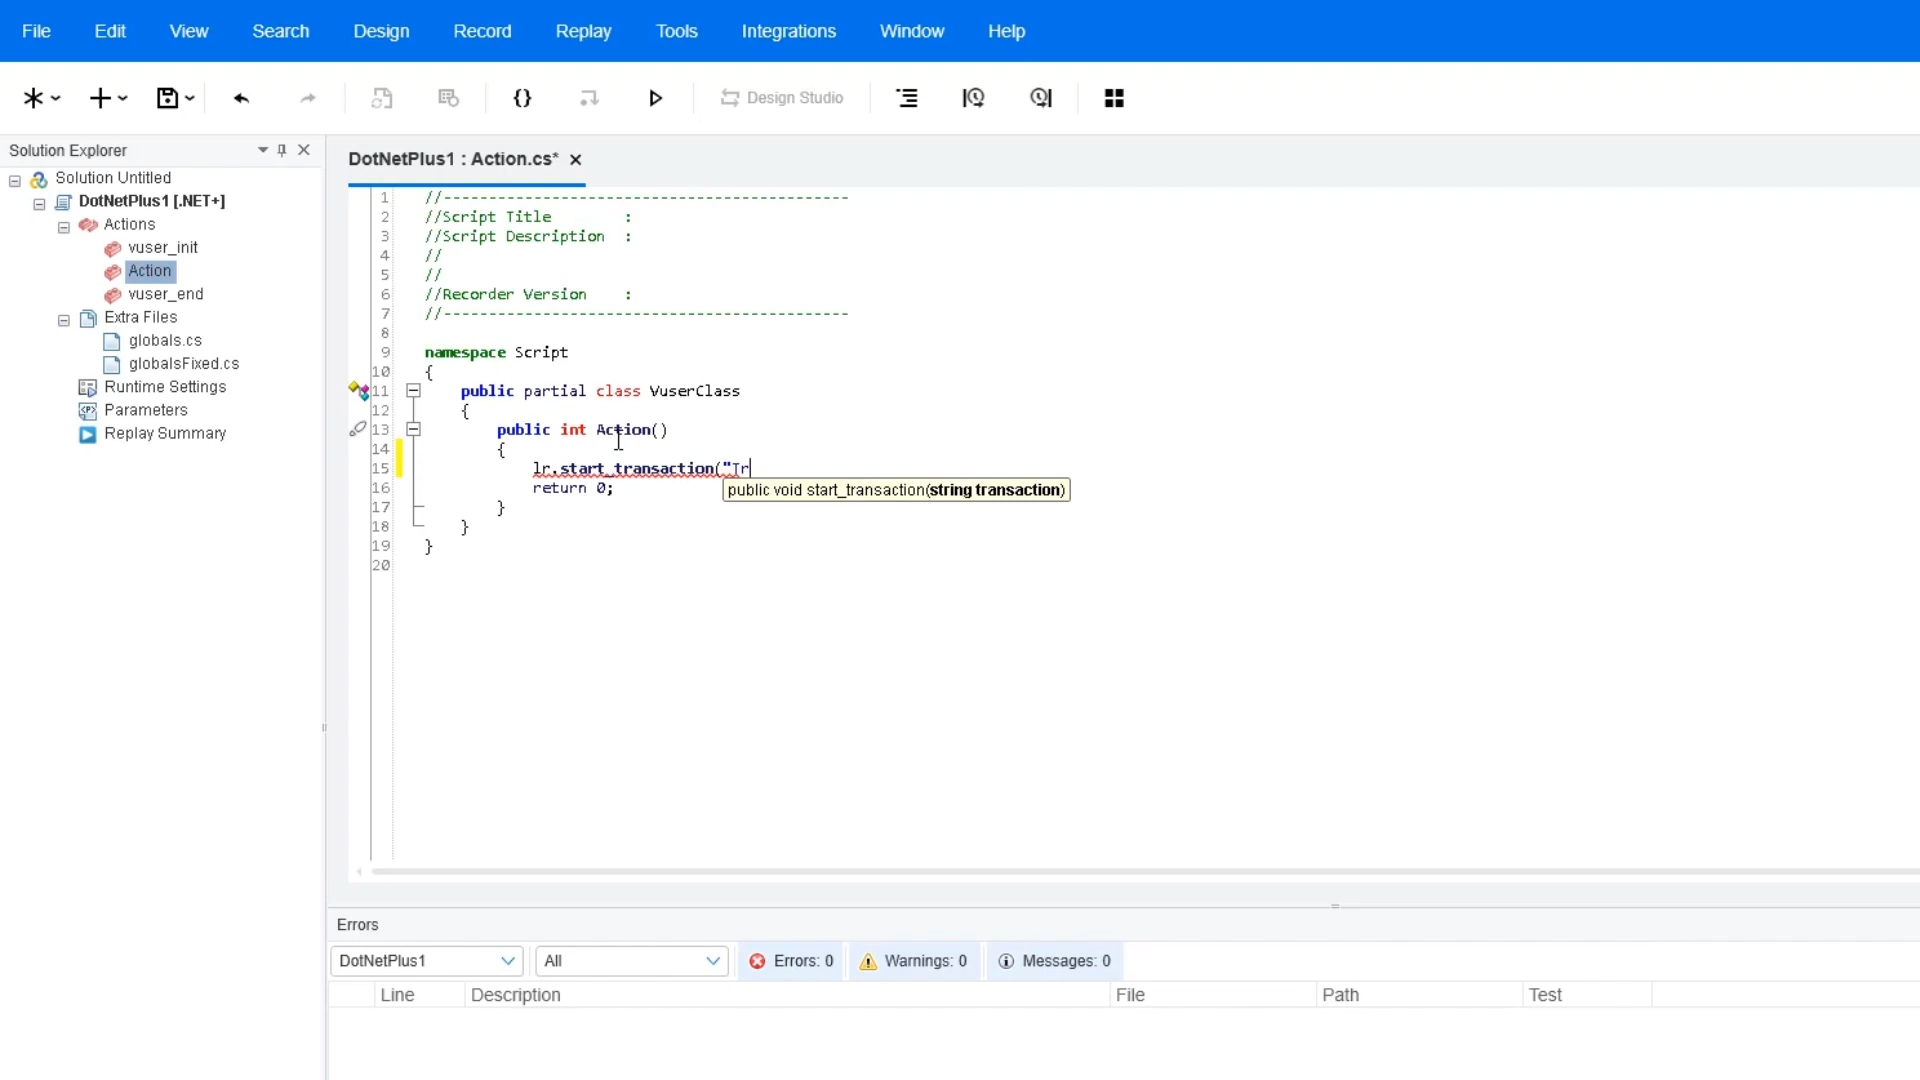 File Edit View Search Design Record Replay Tools Integrations Window Help
{} Design Studio
Solution Explorer
Solution Untitled
DotNetPlus1 [.NET+]
Actions
vuser_init
Action
vuser_end
Extra Files
globals.cs
globalsFixed.cs
Runtime Settings
Parameters
Replay Summary
DotNetPlus1 : Action.cs*
1 //---------------------------------------------
2 //Script Title :
3 //Script Description :
4 //
5 //
6 //Recorder Version :
7 //---------------------------------------------
8
9 namespace Script
10 {
11 public partial class VuserClass
12 {
13 public int Action()
14 {
15 lr.start_transaction("Tr
public void start_transaction(string transaction)
16 return 0;
17 }
18 }
19 }
20
Errors
DotNetPlus1 All Errors: 0 Warnings: 0 Messages: 0
Line Description File Path Test